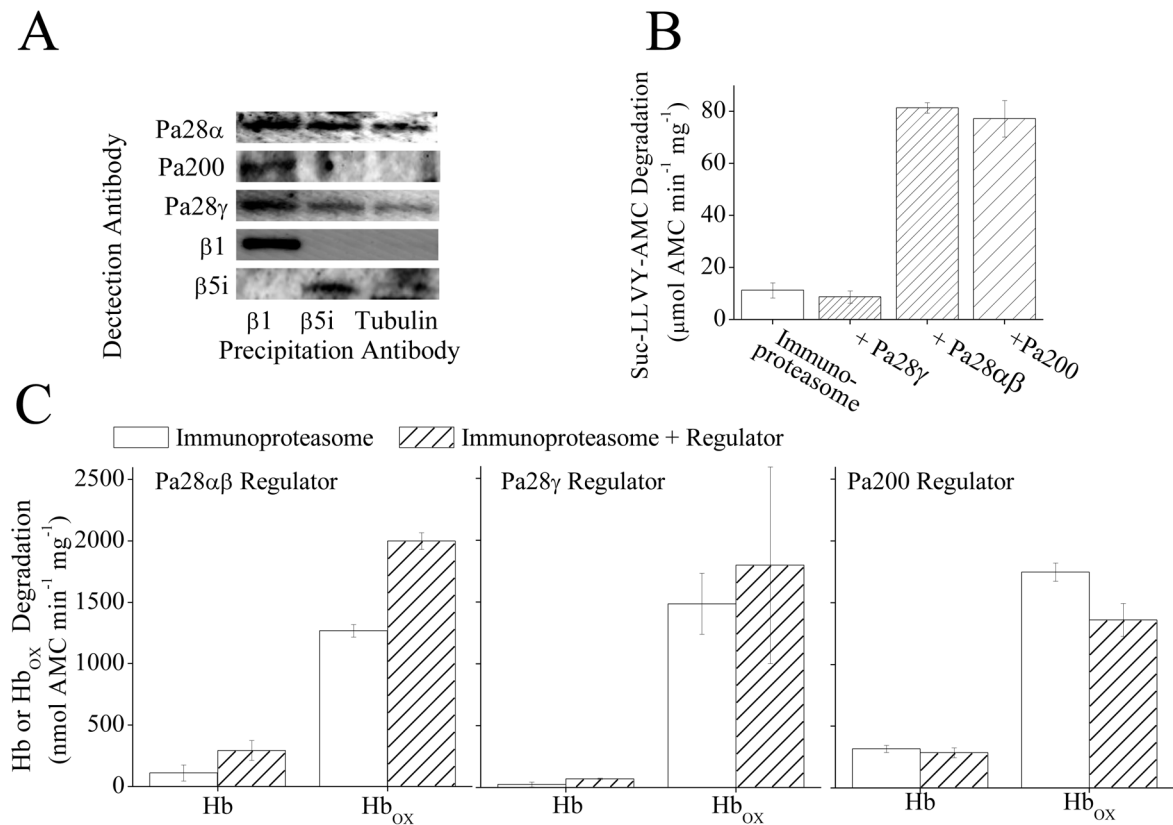 A
Dectection Antibody
Pa28α
Pa200
Pa28γ
β1
β5i
β1 β5i Tubulin
Precipitation Antibody
B
Suc-LLVY-AMC Degradation
(μmol AMC min⁻¹ mg⁻¹)
80
60
40
20
0
Immuno-
proteasome
+ Pa28γ
+ Pa28αβ
+Pa200
C
Immunoproteasome
Immunoproteasome + Regulator
Hb or Hb_OX Degradation
(nmol AMC min⁻¹ mg⁻¹)
2500
2000
1500
1000
500
0
Pa28αβ Regulator
Pa28γ Regulator
Pa200 Regulator
Hb Hb_OX
Hb Hb_OX
Hb Hb_OX